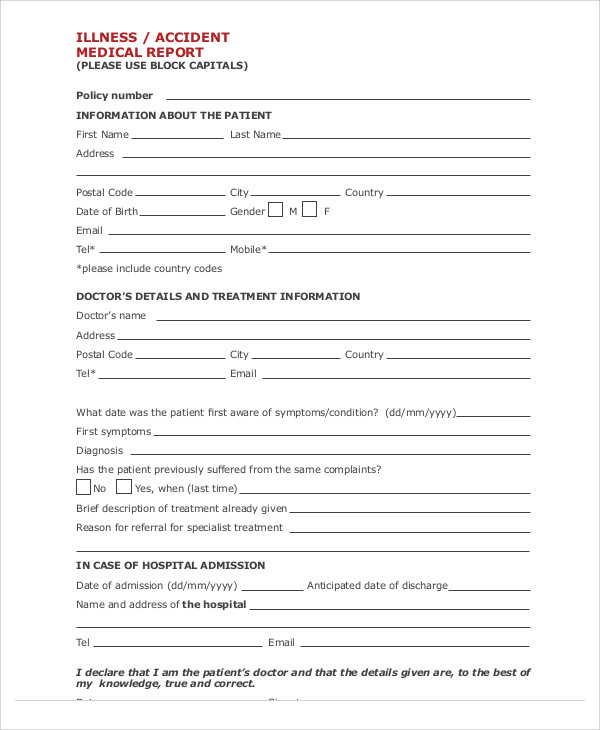 ILLNESS / ACCIDENT
MEDICAL REPORT
(PLEASE USE BLOCK CAPITALS)
Policy number
INFORMATION ABOUT THE PATIENT
First Name Last Name
Address
Postal Code City Country
Date of Birth Gender M F
Email
Tel* Mobile*
*please include country codes
DOCTOR'S DETAILS AND TREATMENT INFORMATION
Doctor's name
Address
Postal Code City Country
Tel* Email
What date was the patient first aware of symptoms/condition? (dd/mm/yyyy)
First symptoms
Diagnosis
Has the patient previously suffered from the same complaints?
No Yes, when (last time)
Brief description of treatment already given
Reason for referral for specialist treatment
IN CASE OF HOSPITAL ADMISSION
Date of admission (dd/mm/yyyy) Anticipated date of discharge
Name and address of the hospital
Tel Email
I declare that I am the patient's doctor and that the details given are, to the best of
my knowledge, true and correct.